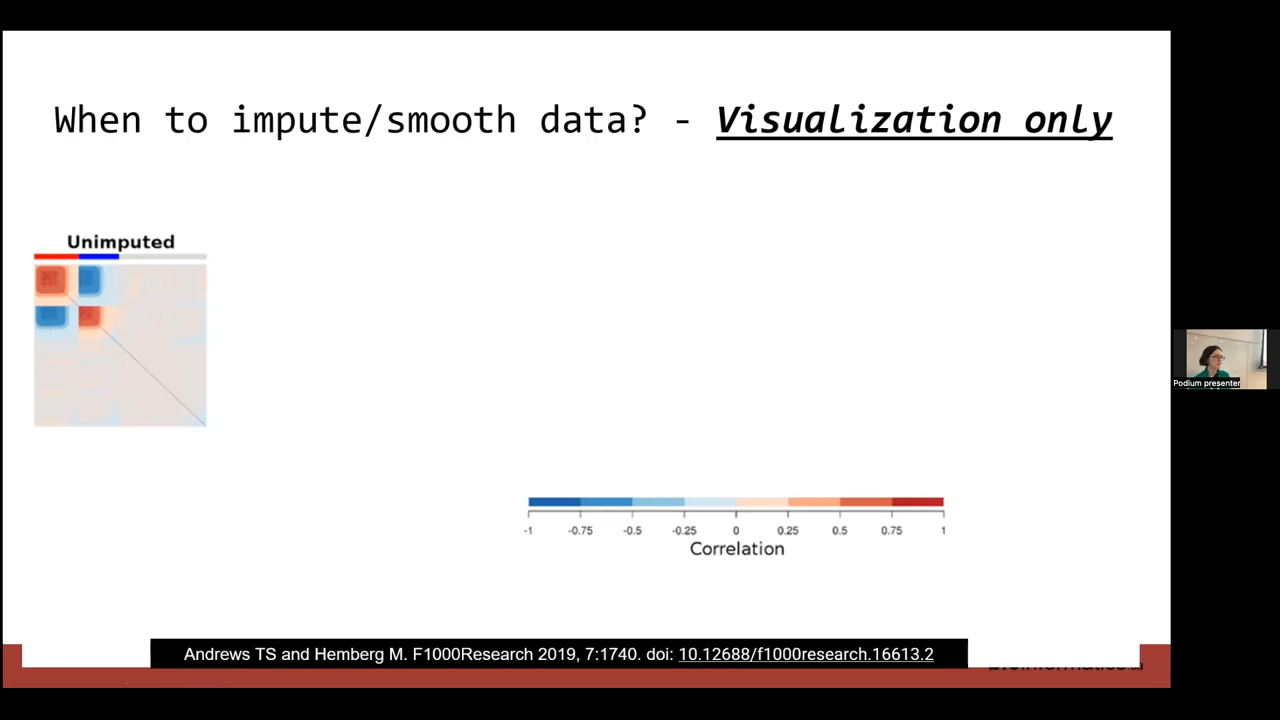 When to impute/smooth data? - Visualization only
Unimputed
Podium presenter
-1 -0.75 -0.5 -0.25 0 0.25 0.5 0.75 1
Correlation
Andrews TS and Hemberg M. F1000Research 2019, 7:1740. doi: 10.12688/f1000research.16613.2